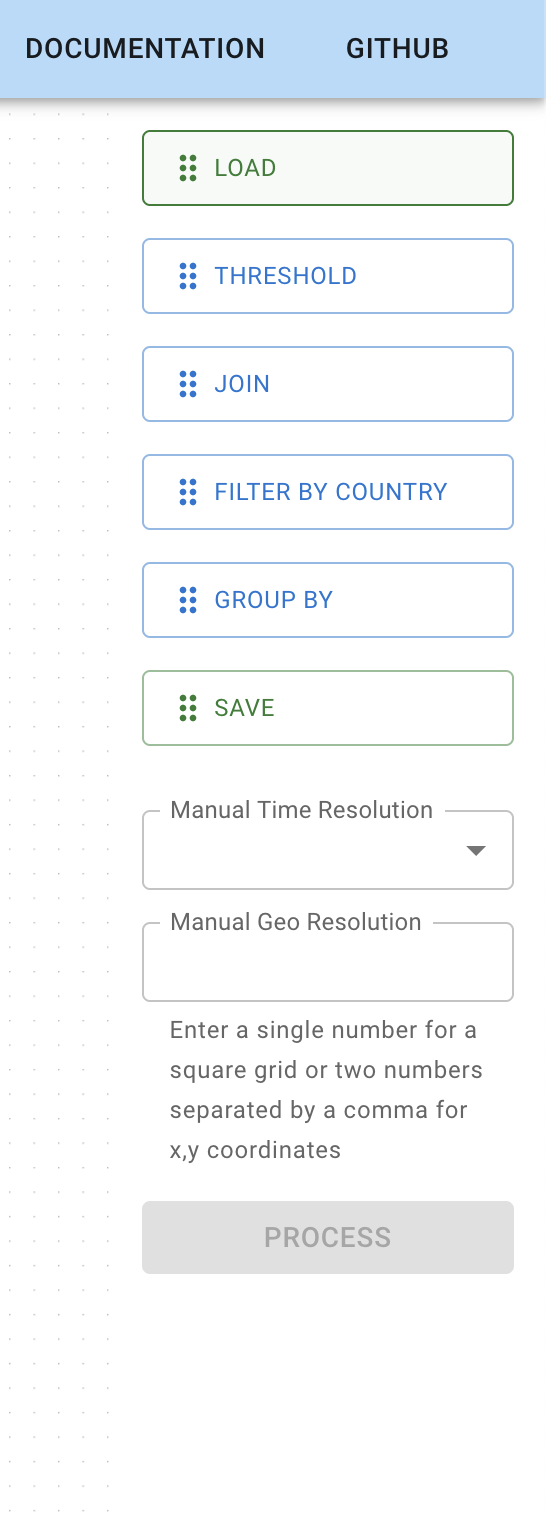 DOCUMENTATION GITHUB
LOAD
THRESHOLD
JOIN
FILTER BY COUNTRY
GROUP BY
SAVE
Manual Time Resolution
Manual Geo Resolution
Enter a single number for a
square grid or two numbers
separated by a comma for
x,y coordinates
PROCESS